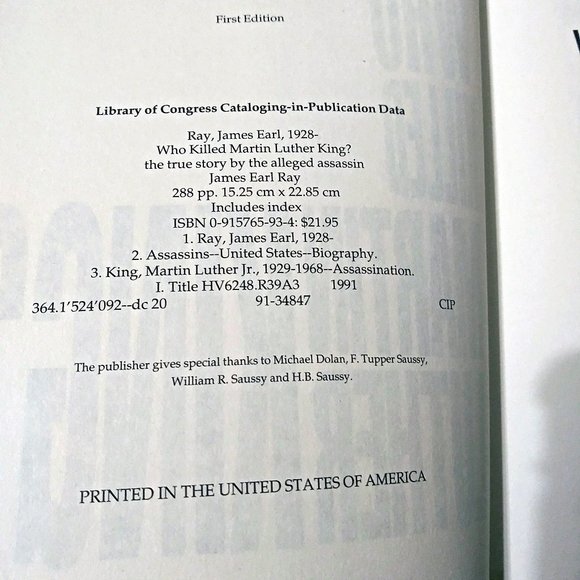 First Edition
Library of Congress Cataloging-in-Publication Data
Ray, James Earl, 1928-
Who Killed Martin Luther King?
the true story by the alleged assassin
James Earl Ray
288 pp. 15.25 cm x 22.85 cm
Includes index
ISBN 0-915765-93-4: $21.95
1. Ray, James Earl, 1928-
2. Assassins--United States--Biography.
3. King, Martin Luther Jr., 1929-1968--Assassination.
I. Title HV6248.R39A3 1991
364.1'524'092--dc 20 91-34847 CIP
The publisher gives special thanks to Michael Dolan, F. Tupper Saussy,
William R. Saussy and H.B. Saussy.
PRINTED IN THE UNITED STATES OF AMERICA